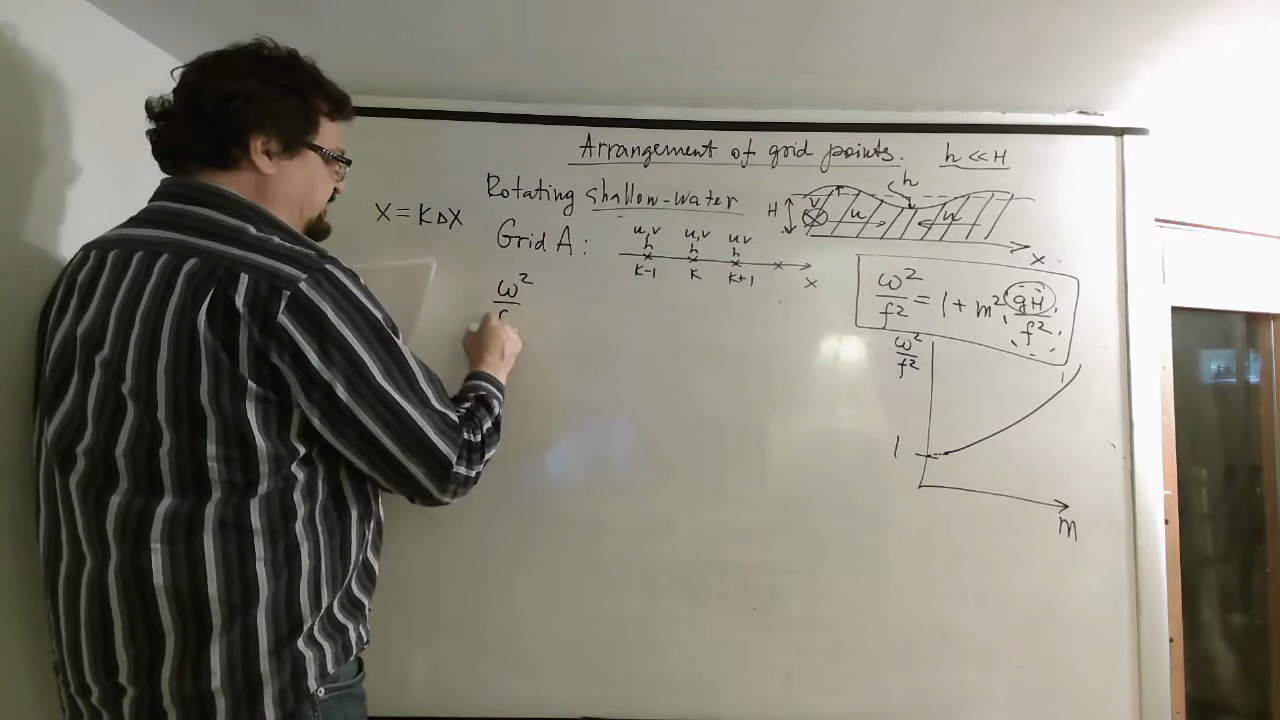 Arrangement of grid points. h << H
Rotating shallow-water
X = KΔX
Grid A:
u,v u,v u v
h h h
K-1 K K+1 x
ω²
f
H v u h u x
ω²/f² = 1 + m² gH/f²
ω²/f²
1
m